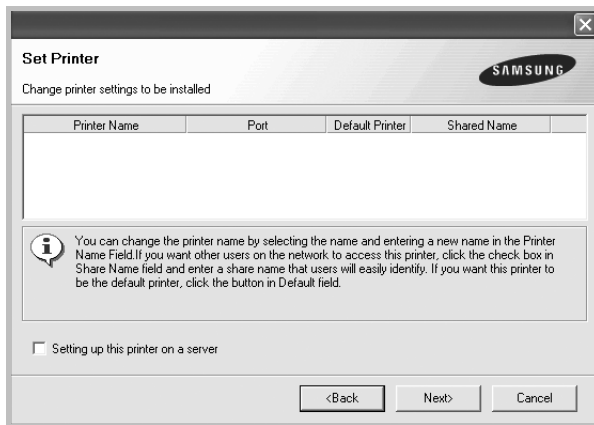 Set Printer
Change printer settings to be installed
SAMSUNG
Printer Name Port Default Printer Shared Name
You can change the printer name by selecting the name and entering a new name in the Printer
Name Field.If you want other users on the network to access this printer, click the check box in
Share Name field and enter a share name that users will easily identify. If you want this printer to
be the default printer, click the button in Default field.
Setting up this printer on a server
<Back Next> Cancel